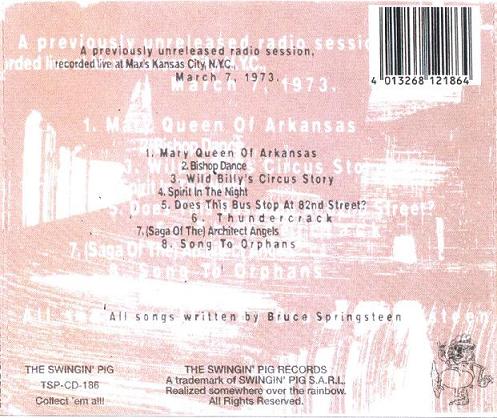 A previously unreleased radio session,
recorded live at Max's Kansas City, N.Y.C.,
March 7, 1973.
4 013268 121864
1. Mary Queen Of Arkansas
2. Bishop Dance
3. Wild Billy's Circus Story
4. Spirit In The Night
5. Does This Bus Stop At 82nd Street?
6. Thundercrack
7. (Saga Of The) Architect Angels
8. Song To Orphans
All songs written by Bruce Springsteen
THE SWINGIN' PIG
TSP-CD-186
Collect 'em all!
THE SWINGIN' PIG RECORDS
A trademark of SWINGIN' PIG S.A.R.L.
Realized somewhere over the rainbow.
All Rights Reserved.